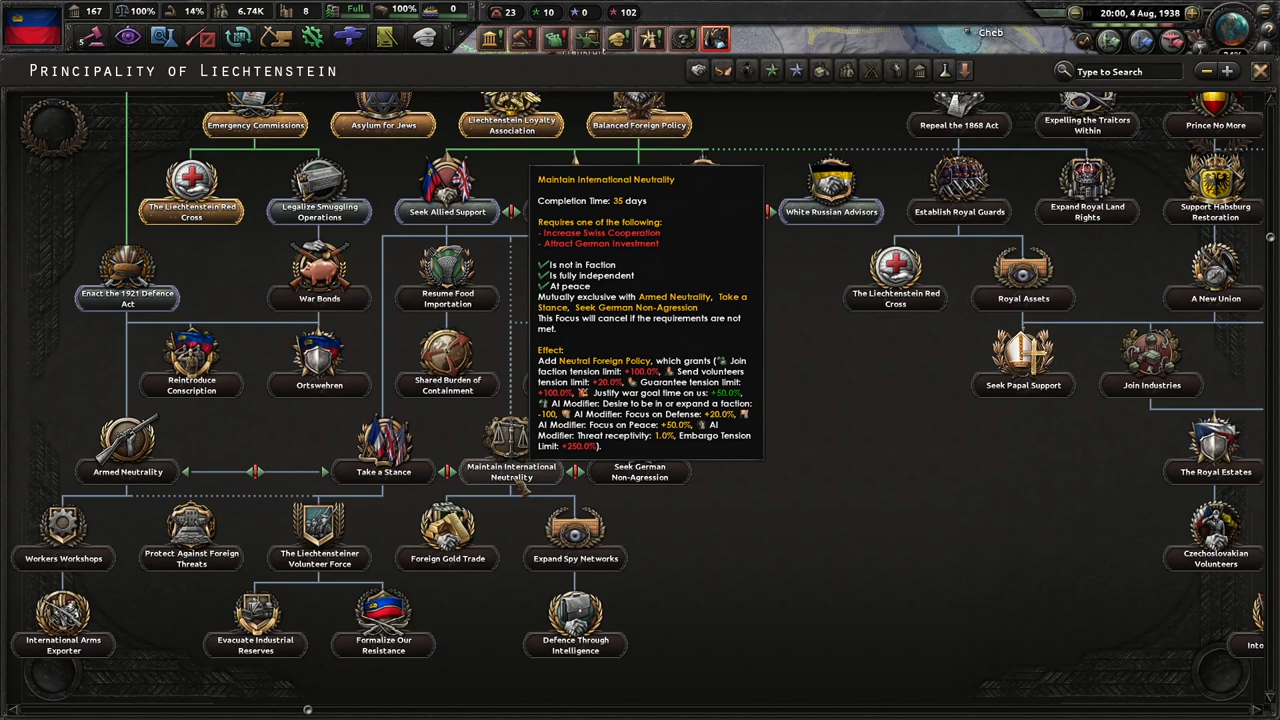 167
100%
14%
6.74K
8
Full
100%
0
23
10
0
102
20:00, 4 Aug, 1938
5
Cheb
24%
Principality of Liechtenstein
Type to Search
Emergency Commissions
Asylum for Jews
Liechtenstein Loyalty
Association
Balanced Foreign Policy
Repeal the 1868 Act
Expelling the Traitors
Within
Prince No More
The Liechtenstein Red
Cross
Legalize Smuggling
Operations
Seek Allied Support
White Russian Advisors
Establish Royal Guards
Expand Royal Land
Rights
Support Habsburg
Restoration
Maintain International Neutrality
Completion Time: 35 days
Requires one of the following:
- Increase Swiss Cooperation
- Attract German Investment
Is not in Faction
Is fully independent
At peace
Mutually exclusive with Armed Neutrality, Take a
Stance, Seek German Non-Agression
This Focus will cancel if the requirements are not
met.
Effect:
Add Neutral Foreign Policy, which grants ( Join
faction tension limit: +100.0%, Send volunteers
tension limit: +20.0%, Guarantee tension limit:
+100.0%, Justify war goal time on us: +50.0%,
AI Modifier: Desire to be in or expand a faction:
-100, AI Modifier: Focus on Defense: +20.0%,
AI Modifier: Focus on Peace: +50.0%, AI
Modifier: Threat receptivity: 1.0%, Embargo Tension
Limit: +250.0%).
Enact the 1921 Defence
Act
War Bonds
Resume Food
Importation
The Liechtenstein Red
Cross
Royal Assets
A New Union
Reintroduce
Conscription
Ortswehren
Shared Burden of
Containment
Seek Papal Support
Join Industries
Armed Neutrality
Take a Stance
Maintain International
Neutrality
Seek German
Non-Agression
The Royal Estates
Workers Workshops
Protect Against Foreign
Threats
The Liechtensteiner
Volunteer Force
Foreign Gold Trade
Expand Spy Networks
Czechoslovakian
Volunteers
International Arms
Exporter
Evacuate Industrial
Reserves
Formalize Our
Resistance
Defence Through
Intelligence